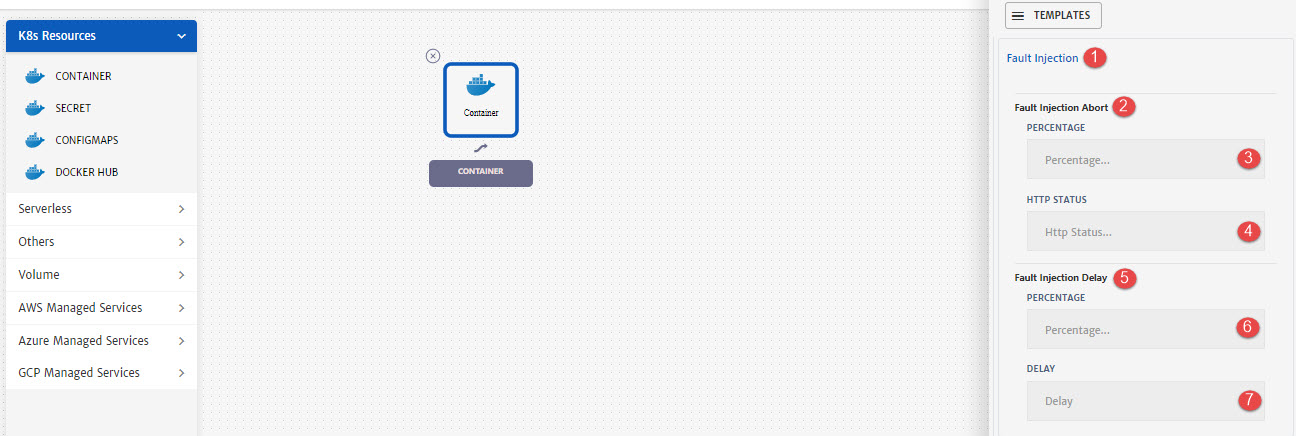 K8s Resources
CONTAINER
SECRET
CONFIGMAPS
DOCKER HUB
Serverless
Others
Volume
AWS Managed Services
Azure Managed Services
GCP Managed Services
Container
CONTAINER
TEMPLATES
Fault Injection 1
Fault Injection Abort 2
PERCENTAGE
Percentage... 3
HTTP STATUS
Http Status... 4
Fault Injection Delay 5
PERCENTAGE
Percentage... 6
DELAY
Delay 7